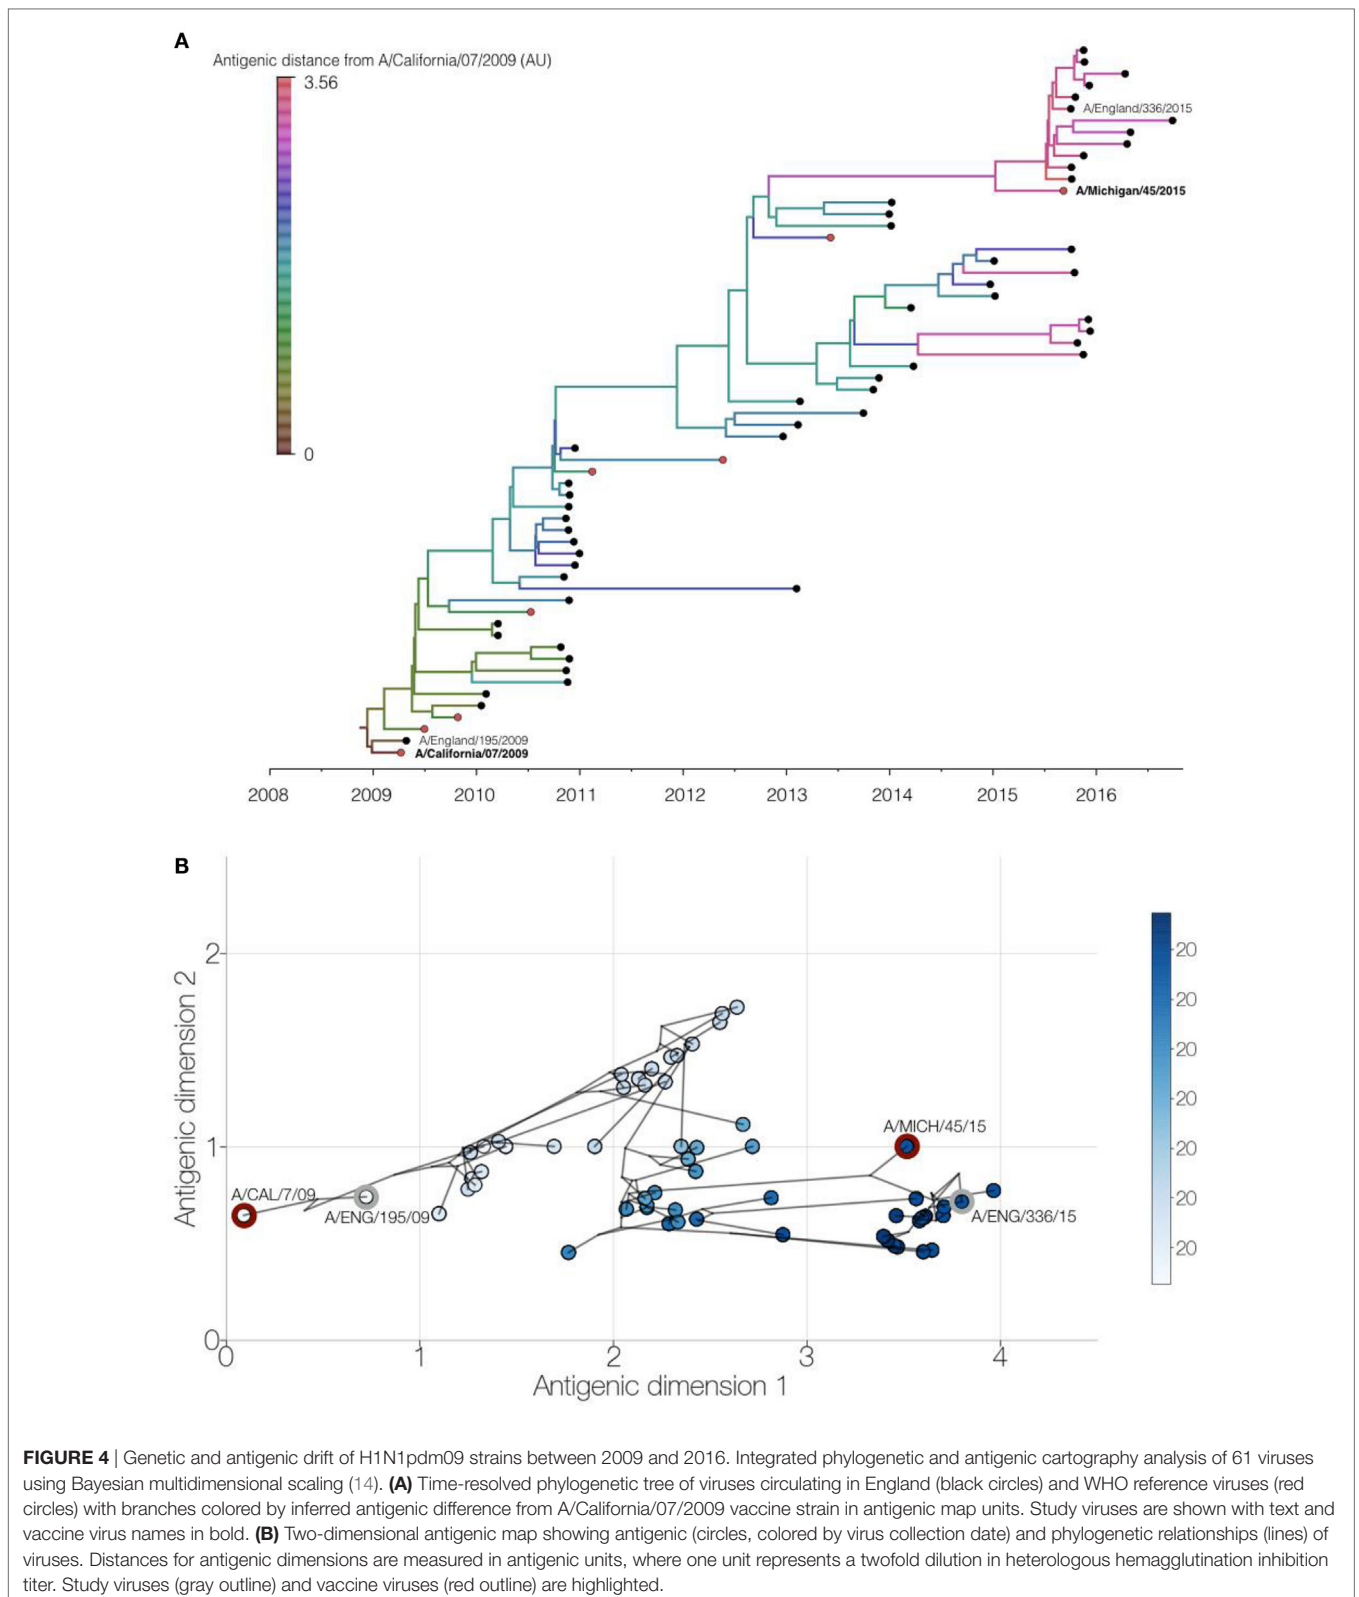 A
Antigenic distance from A/California/07/2009 (AU)
3.56
0
A/England/336/2015
A/Michigan/45/2015
A/England/195/2009
A/California/07/2009
2008 2009 2010 2011 2012 2013 2014 2015 2016
B
Antigenic dimension 2
2
1
0
A/CAL/7/09
A/ENG/195/09
A/MICH/45/15
A/ENG/336/15
20
20
20
20
20
20
20
0 1 2 3 4
Antigenic dimension 1
FIGURE 4 | Genetic and antigenic drift of H1N1pdm09 strains between 2009 and 2016. Integrated phylogenetic and antigenic cartography analysis of 61 viruses
using Bayesian multidimensional scaling (14). (A) Time-resolved phylogenetic tree of viruses circulating in England (black circles) and WHO reference viruses (red
circles) with branches colored by inferred antigenic difference from A/California/07/2009 vaccine strain in antigenic map units. Study viruses are shown with text and
vaccine virus names in bold. (B) Two-dimensional antigenic map showing antigenic (circles, colored by virus collection date) and phylogenetic relationships (lines) of
viruses. Distances for antigenic dimensions are measured in antigenic units, where one unit represents a twofold dilution in heterologous hemagglutination inhibition
titer. Study viruses (gray outline) and vaccine viruses (red outline) are highlighted.